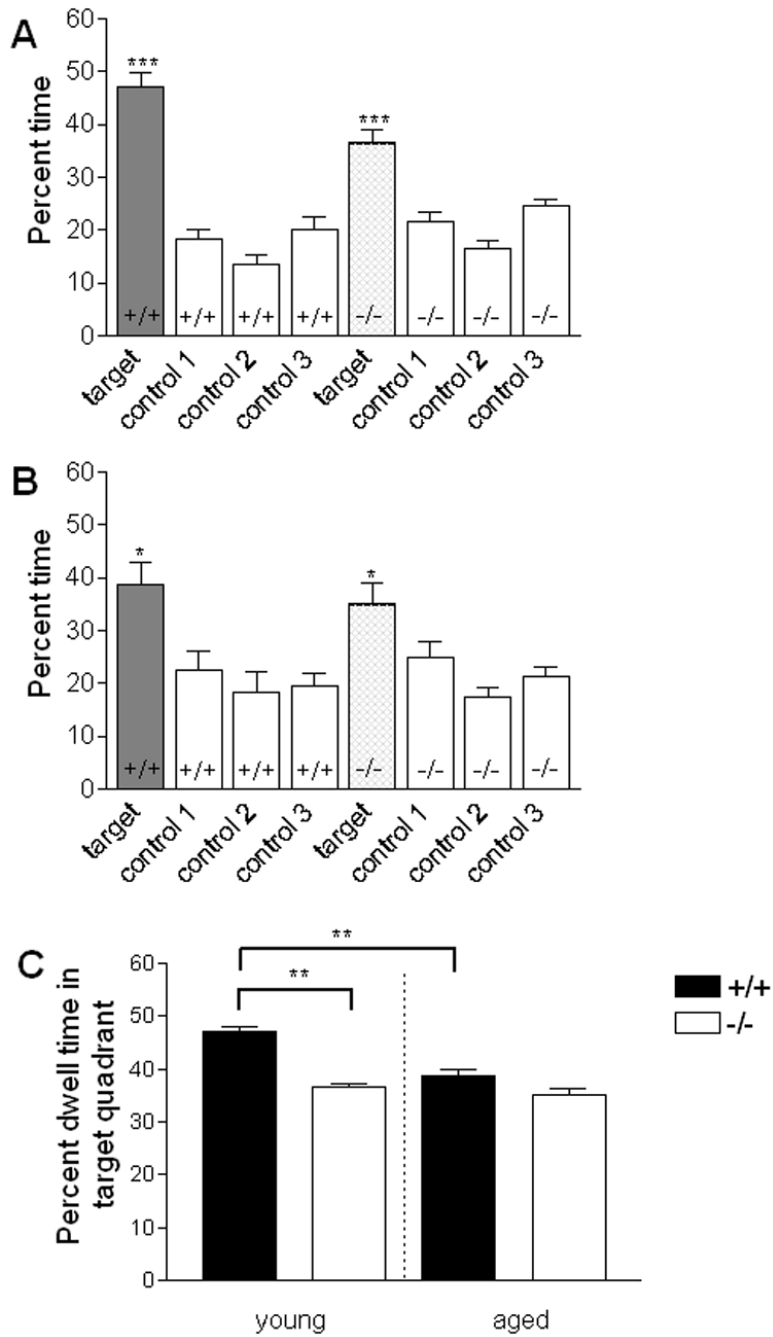 A
Percent time
60
50
40
30
20
10
0
*** ***
+/+ +/+ +/+ +/+ -/- -/- -/- -/-
target control 1 control 2 control 3 target control 1 control 2 control 3
B
Percent time
60
50
40
30
20
10
0
* *
+/+ +/+ +/+ +/+ -/- -/- -/- -/-
target control 1 control 2 control 3 target control 1 control 2 control 3
C
Percent dwell time in
target quadrant
60
50
40
30
20
10
0
**
**
young aged
+/+
-/-